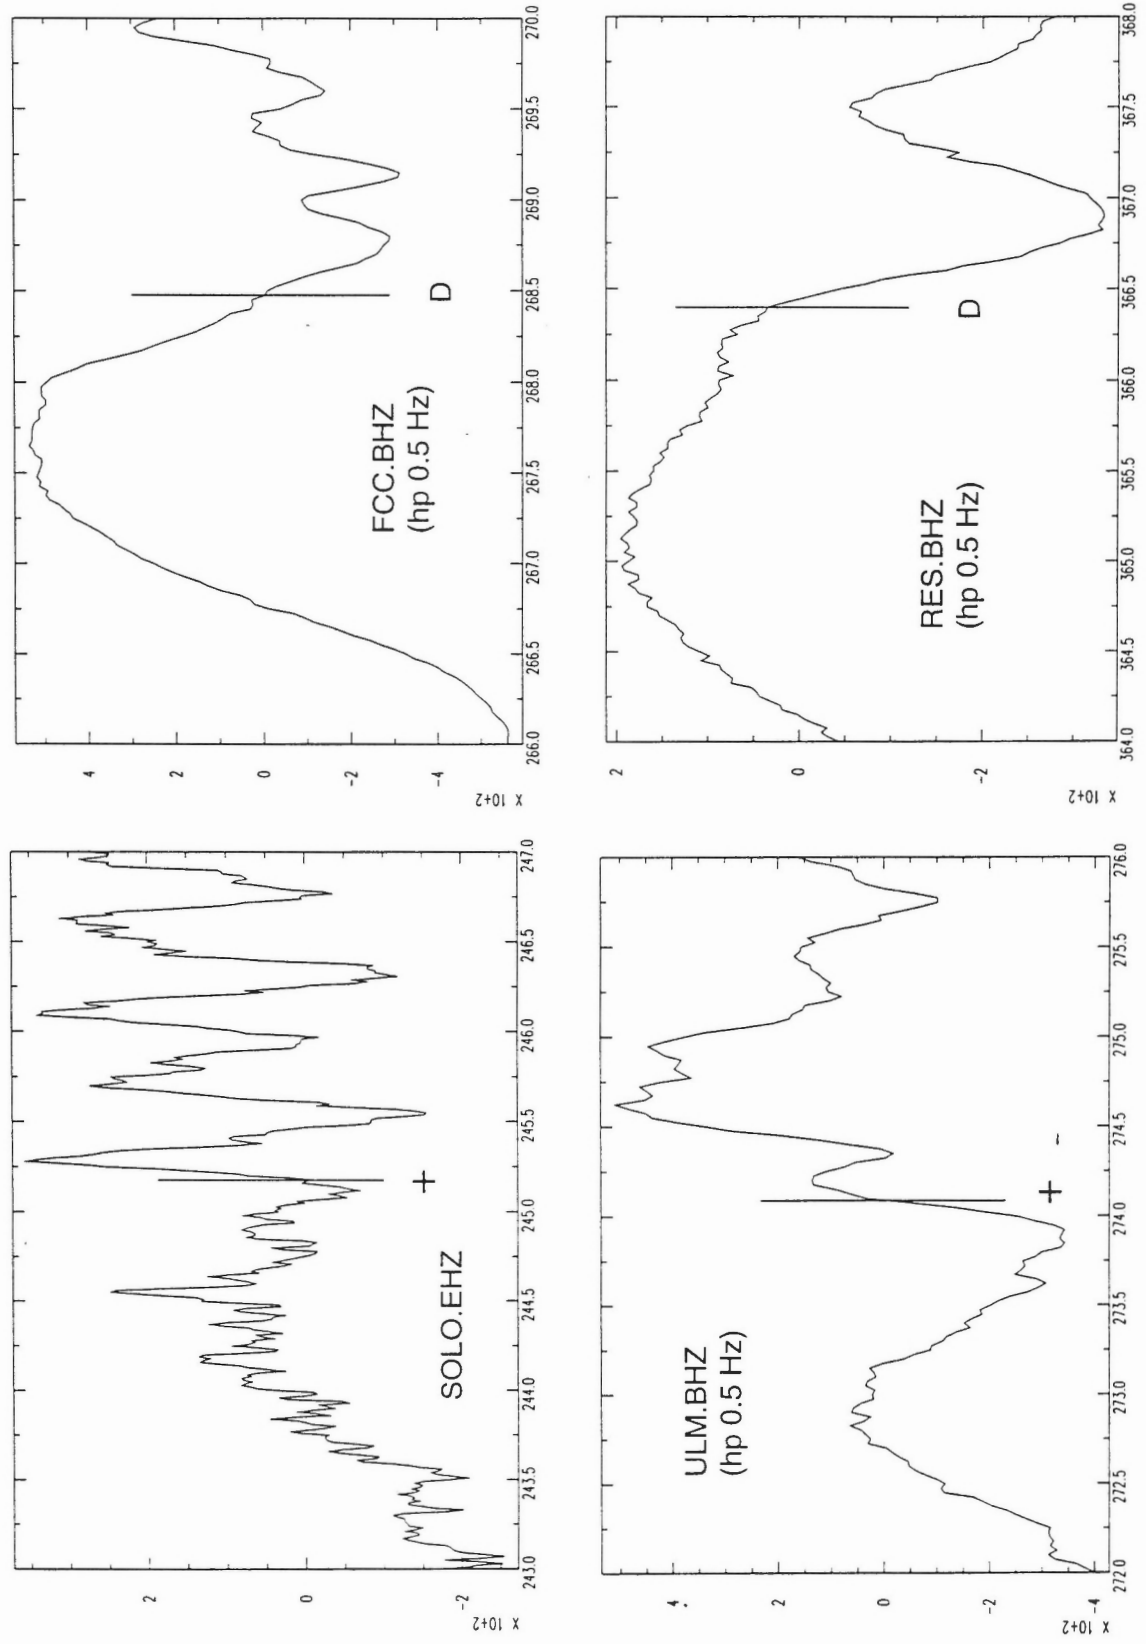 X 10+2
2
0
-2
SOLO.EHZ
+
243.0 243.5 244.0 244.5 245.0 245.5 246.0 246.5 247.0
X 10+2
4
2
0
-2
-4
FCC.BHZ
(hp 0.5 Hz)
D
266.0 266.5 267.0 267.5 268.0 268.5 269.0 269.5 270.0
X 10+2
4
2
0
-2
-4
ULM.BHZ
(hp 0.5 Hz)
+ -
272.0 272.5 273.0 273.5 274.0 274.5 275.0 275.5 276.0
X 10+2
2
0
-2
RES.BHZ
(hp 0.5 Hz)
D
364.0 364.5 365.0 365.5 366.0 366.5 367.0 367.5 368.0